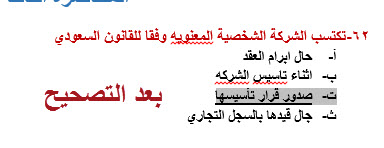 ٦٢-تكتسب الشركة الشخصية المعنويه وفقا للقانون السعودي
أ- حال ابرام العقد
ب- اثناء تاسيس الشركه
ت- صدور قرار تأسيسها
ث- جال قيدها بالسجل التجاري
بعد التصحيح